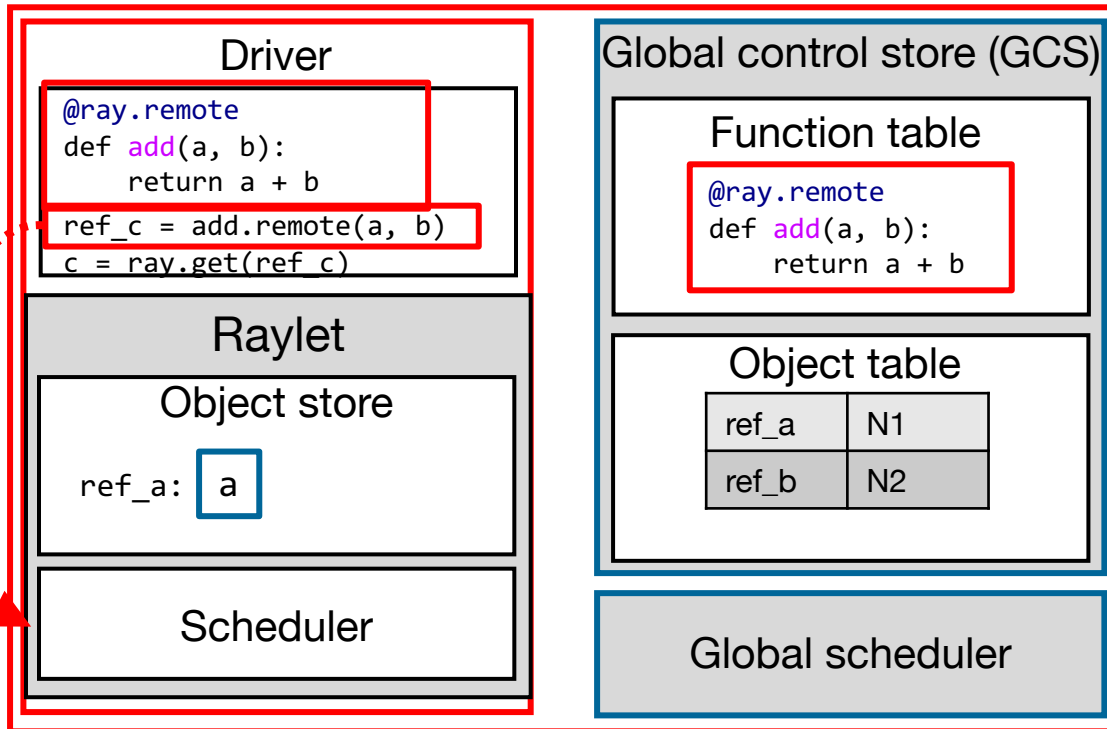 Driver
@ray.remote
def add(a, b):
    return a + b
ref_c = add.remote(a, b)
c = ray.get(ref_c)
Raylet
Object store
ref_a: a
Scheduler
Global control store (GCS)
Function table
@ray.remote
def add(a, b):
    return a + b
Object table
ref_a N1
ref_b N2
Global scheduler